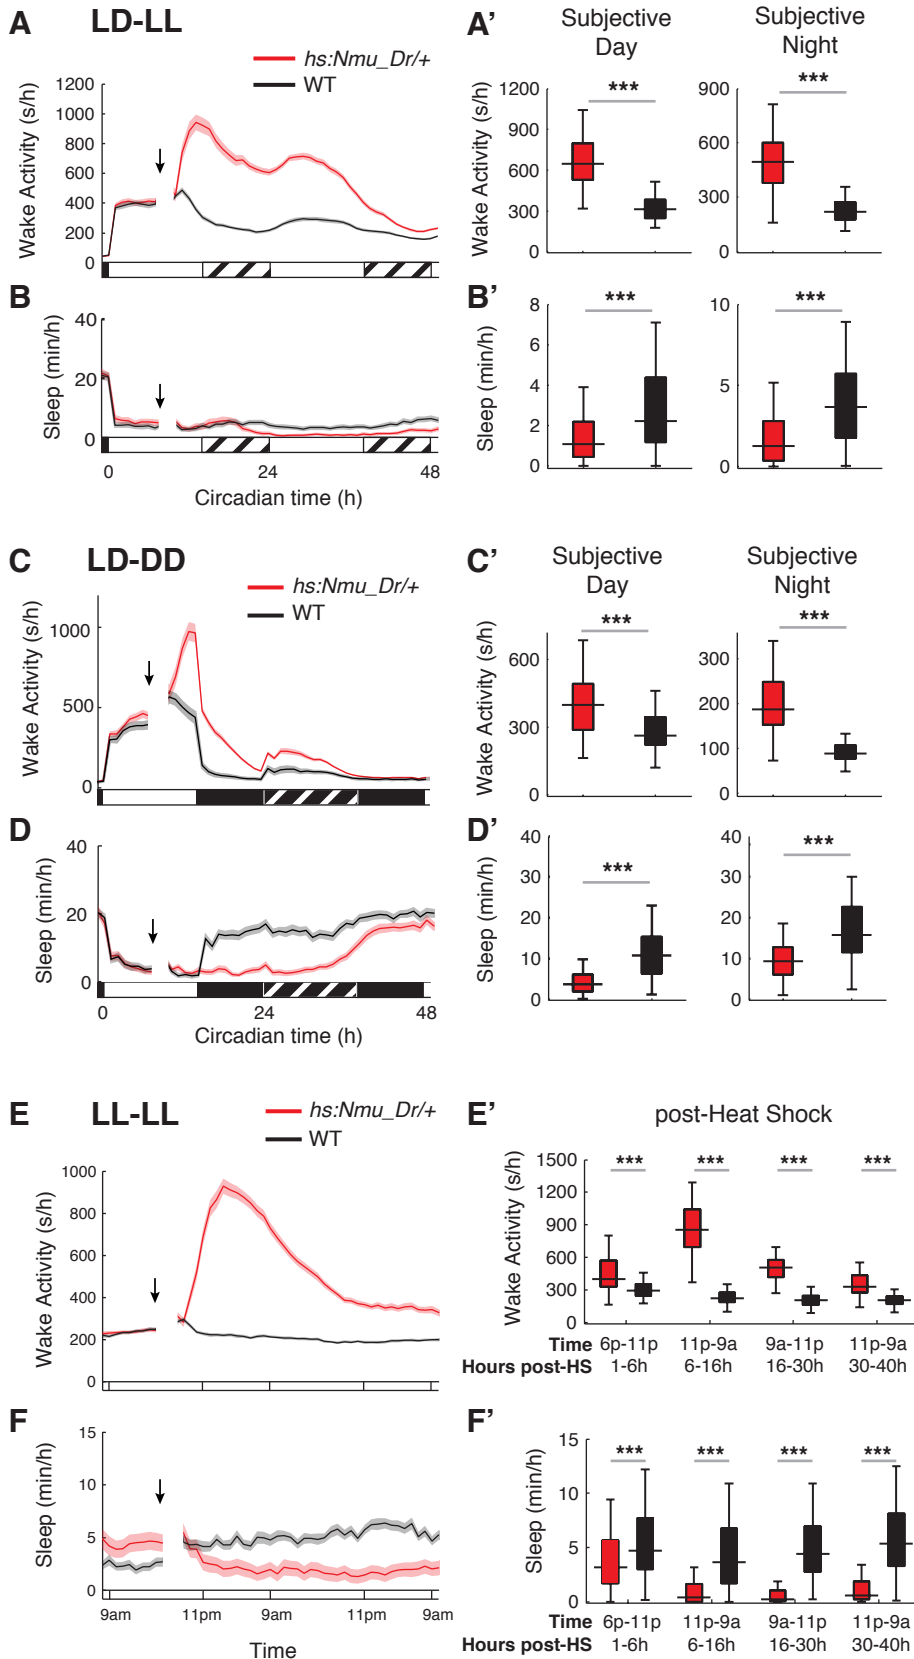 A LD-LL
hs:Nmu_Dr/+
WT
Wake Activity (s/h)
1200
1000
800
600
400
200
0
A' Subjective Day
Subjective Night
Wake Activity (s/h)
1200
900
600
300
0
***
900
600
300
0
***
B
Sleep (min/h)
40
20
0
0 24 48
Circadian time (h)
B'
Sleep (min/h)
8
6
4
2
0
***
10
5
0
***
C LD-DD
hs:Nmu_Dr/+
WT
Wake Activity (s/h)
1000
500
0
C' Subjective Day
Subjective Night
Wake Activity (s/h)
600
300
0
***
300
200
100
0
***
D
Sleep (min/h)
40
20
0
0 24 48
Circadian time (h)
D'
Sleep (min/h)
40
30
20
10
0
***
40
30
20
10
0
***
E LL-LL
hs:Nmu_Dr/+
WT
Wake Activity (s/h)
1000
800
600
400
200
0
E' post-Heat Shock
Wake Activity (s/h)
1500
1200
900
600
300
0
*** *** *** ***
Time 6p-11p 11p-9a 9a-11p 11p-9a
Hours post-HS 1-6h 6-16h 16-30h 30-40h
F
Sleep (min/h)
15
10
5
0
9am 11pm 9am 11pm 9am
Time
F'
Sleep (min/h)
15
10
5
0
*** *** *** ***
Time 6p-11p 11p-9a 9a-11p 11p-9a
Hours post-HS 1-6h 6-16h 16-30h 30-40h